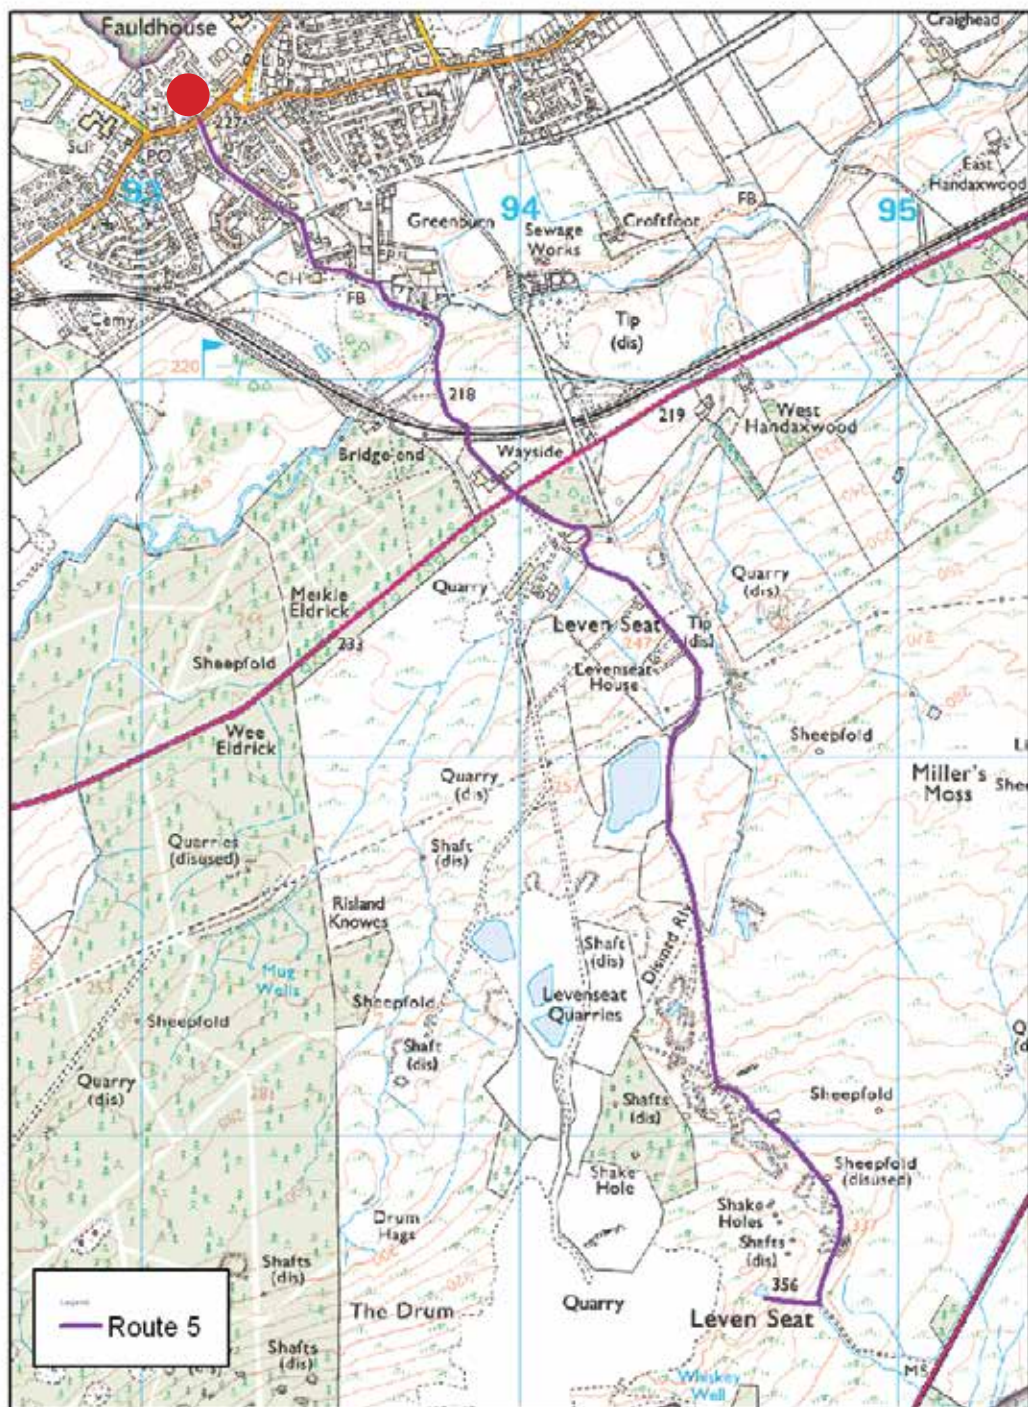 Fauldhouse
Craighead
227
Sch
PO
93
East
Handaxwood
Greenburn
94
95
FB
Sewage
Works
Croftfoot
CH
FB
Cemy
Tip
(dis)
220
218
219
West
Handaxwood
Bridge-end
Wayside
Quarry
Quarry
(dis)
Meikle
Eldrick
Leven Seat
247
Tip
(dis)
233
Sheepfold
Levenseat
House
Wee
Eldrick
Sheepfold
Quarry
(dis)
257
Miller's
Moss
Quarries
(disused)
Shaft
(dis)
Risland
Knowes
Disused Rly
Shaft
(dis)
Mug
Wells
253
Sheepfold
Levenseat
Quarries
Sheepfold
Shaft
(dis)
Quarry
(dis)
Sheepfold
Shafts
(dis)
Shake
Hole
Sheepfold
(disused)
Drum
Hags
Shake
Holes
337
Shafts
(dis)
Shafts
(dis)
356
The Drum
Quarry
Leven Seat
Legend
Route 5
Shafts
(dis)
MS
Whiskey
Well